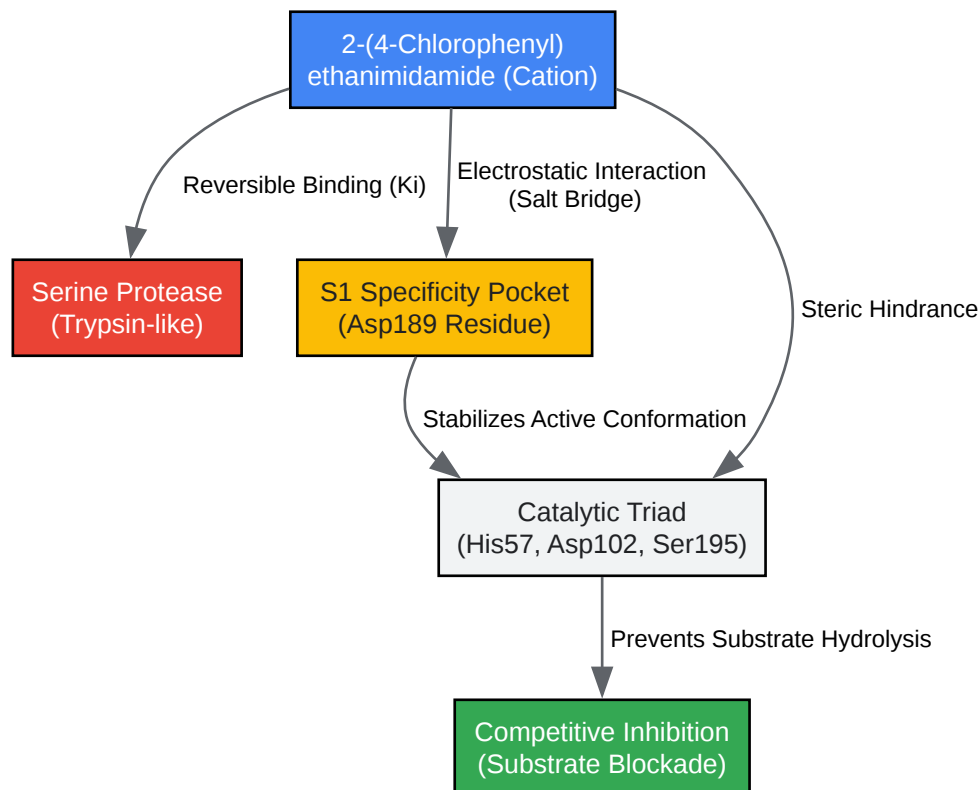 2-(4-Chlorophenyl)
ethanimidamide (Cation)
Reversible Binding (Ki)
Electrostatic Interaction
(Salt Bridge)
Steric Hindrance
Serine Protease
(Trypsin-like)
S1 Specificity Pocket
(Asp189 Residue)
Stabilizes Active Conformation
Catalytic Triad
(His57, Asp102, Ser195)
Prevents Substrate Hydrolysis
Competitive Inhibition
(Substrate Blockade)